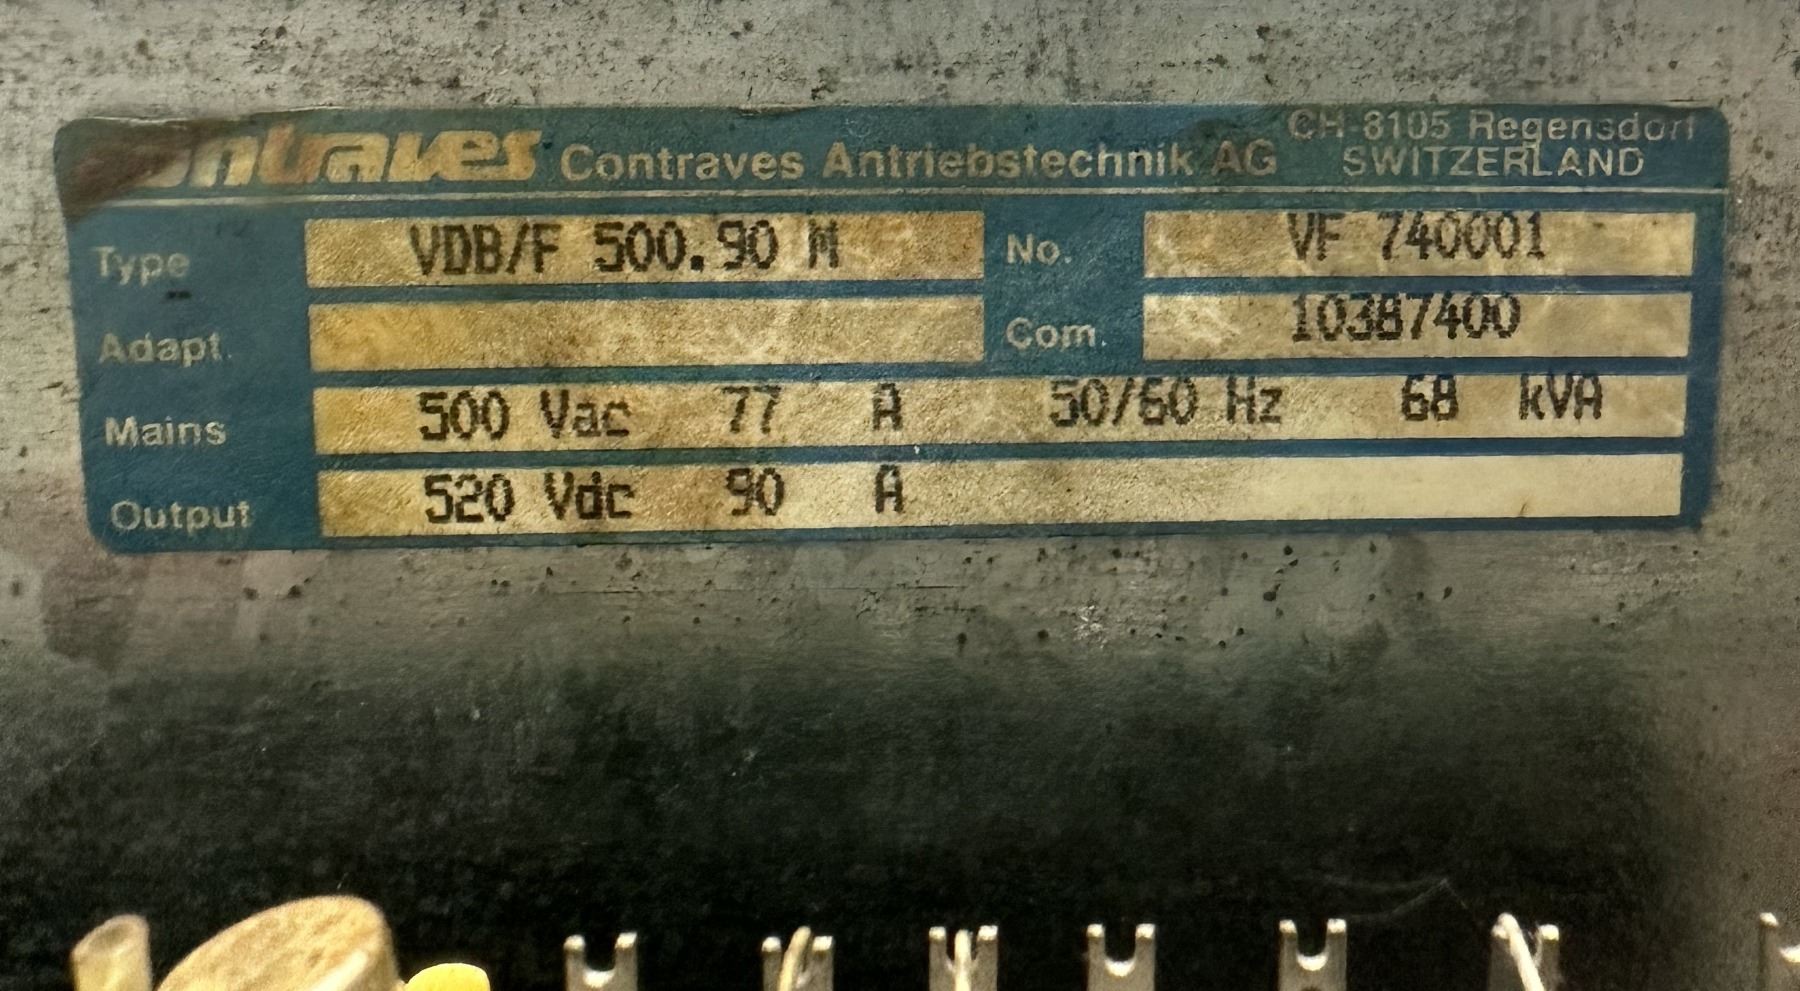 contraves Contraves Antriebstechnik AG CH-8105 Regensdorf
SWITZERLAND
Type VDB/F 500.90 M No. VF 740001
Adapt. Com. 10387400
Mains 500 Vac 77 A 50/60 Hz 68 kVA
Output 520 Vdc 90 A